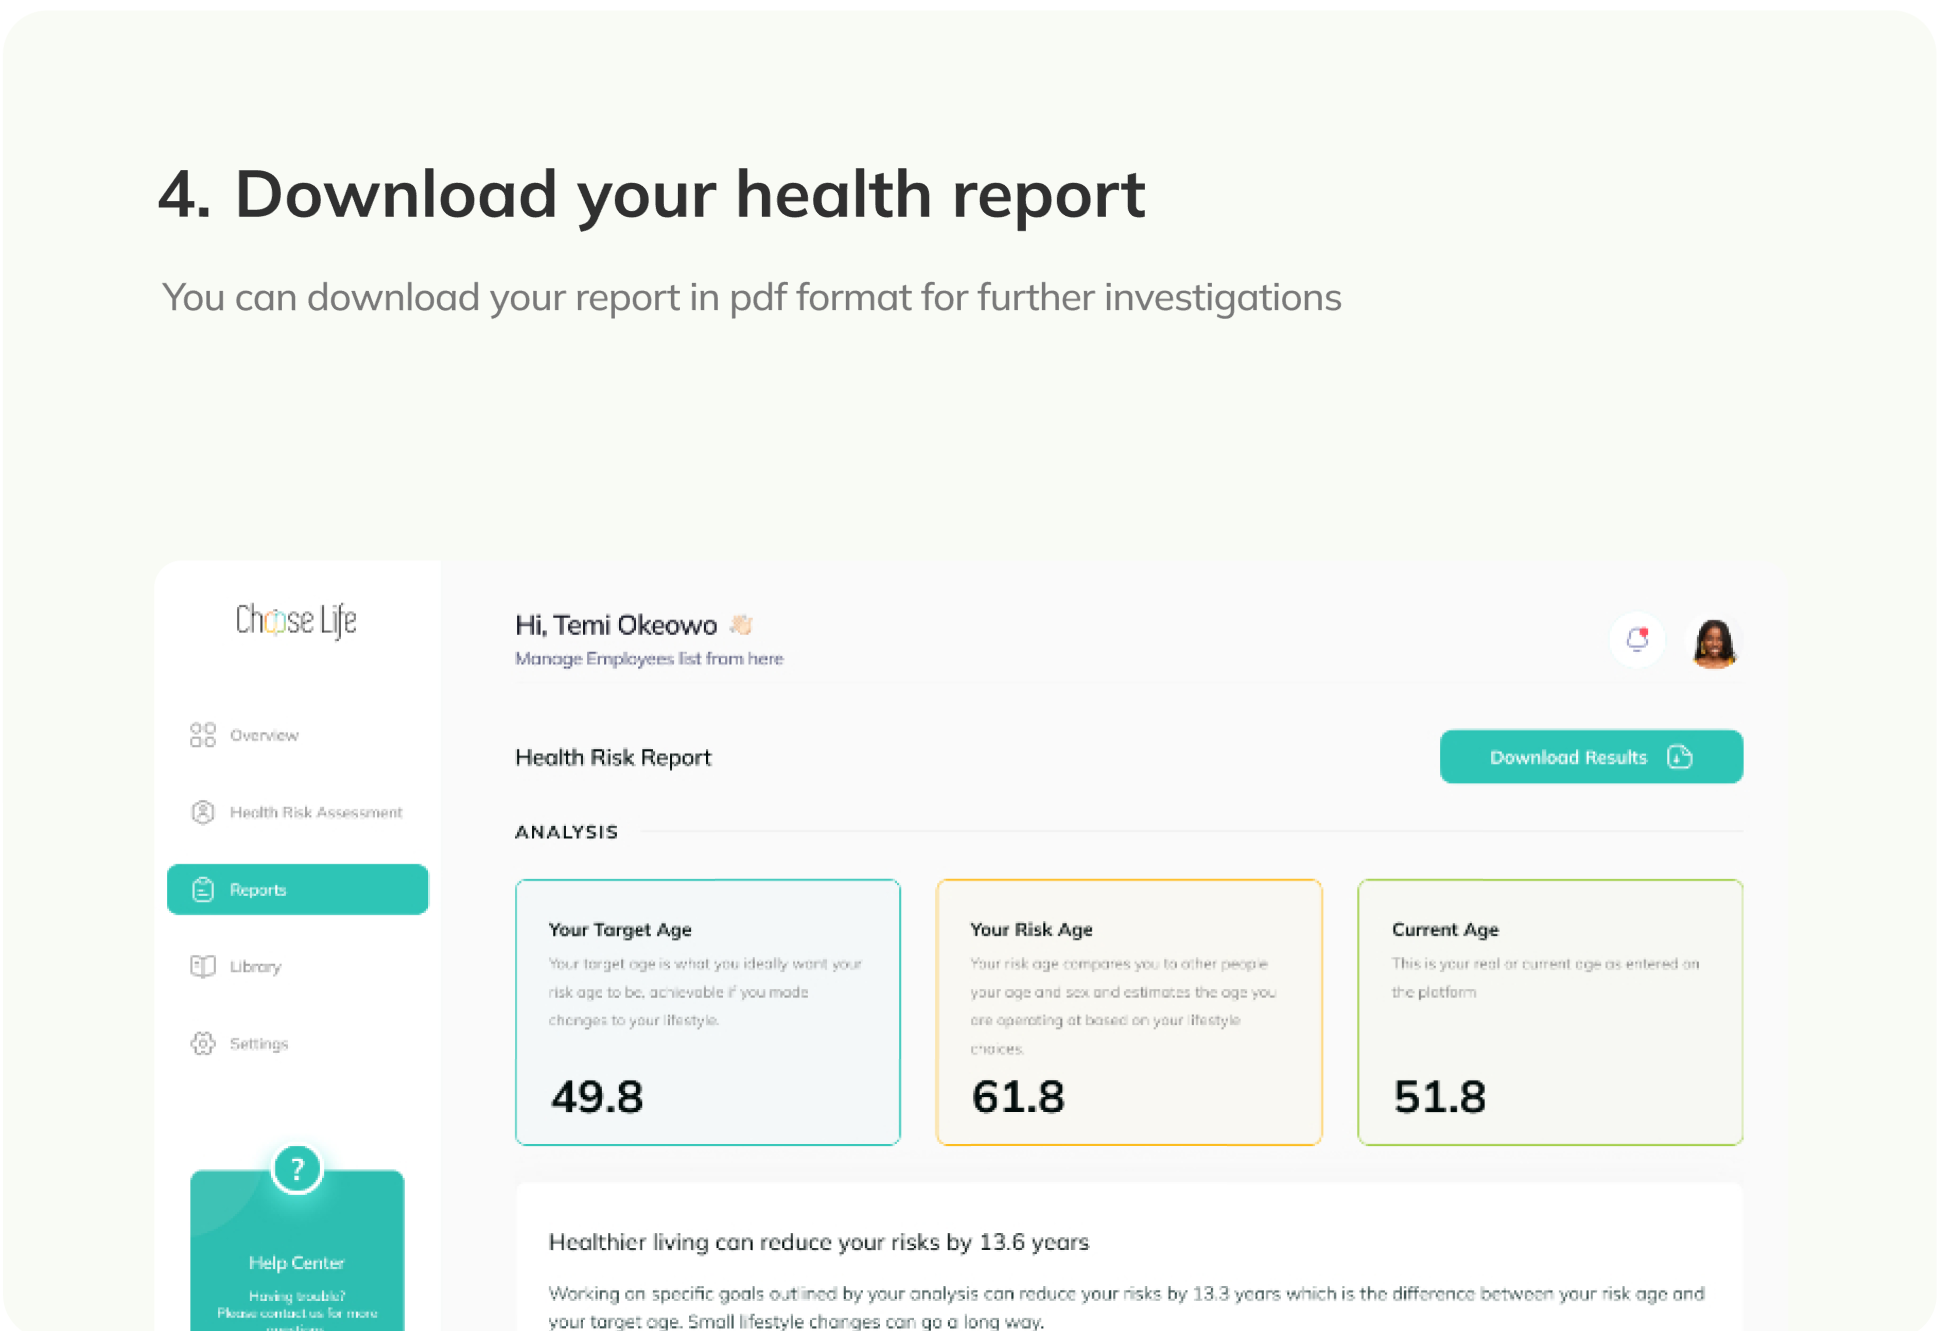 4. Download your health report
You can download your report in pdf format for further investigations
Choose Life
Overview
Health Risk Assessment
Reports
Library
Settings
?
Help Center
Having trouble?
Please contact us for more
questions
Hi, Temi Okeowo 👋🏻
Manage Employees list from here
Health Risk Report
Download Results
ANALYSIS
Your Target Age
Your target age is what you ideally want your
risk age to be, achievable if you made
changes to your lifestyle.
49.8
Your Risk Age
Your risk age compares you to other people
your age and sex and estimates the age you
are operating at based on your lifestyle
choices.
61.8
Current Age
This is your real or current age as entered on
the platform
51.8
Healthier living can reduce your risks by 13.6 years
Working on specific goals outlined by your analysis can reduce your risks by 13.3 years which is the difference between your risk age and
your target age. Small lifestyle changes can go a long way.